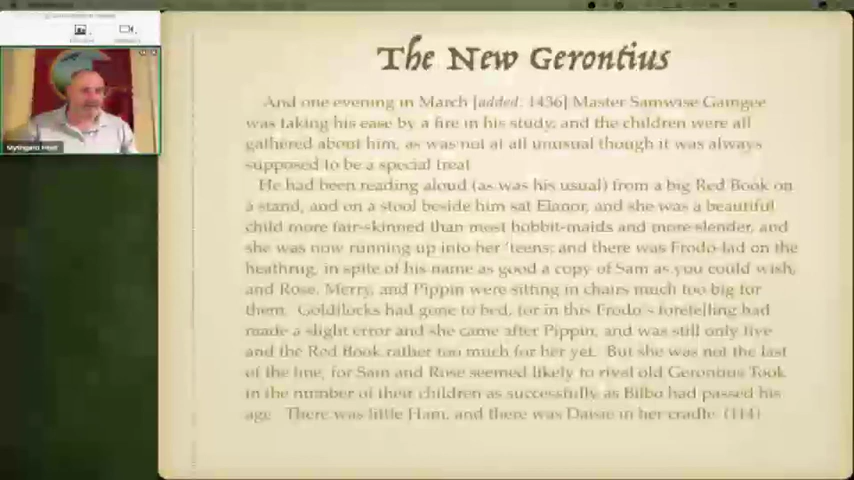 The New Gerontius
And one evening in March [added: 1436] Master Samwise Gamgee
was taking his ease by a fire in his study, and the children were all
gathered about him, as was not at all unusual though it was always
supposed to be a special treat
He had been reading aloud (as was his usual) from a big Red Book on
a stand, and on a stool beside him sat Elanor, and she was a beautiful
child more fair-skinned than most hobbit-maids and more slender, and
she was now running up into her 'teens; and there was Frodo-lad on the
heathrug, in spite of his name as good a copy of Sam as you could wish,
and Rose, Merry, and Pippin were sitting in chairs much too big for
them. Goldilocks had gone to bed, for in this Frodo's foretelling had
made a slight error and she came after Pippin, and was still only five
and the Red Book rather too much for her yet. But she was not the last
of the line, for Sam and Rose seemed likely to rival old Gerontius Took
in the number of their children as successfully as Bilbo had passed his
age. There was little Ham, and there was Daisie in her cradle. (114)
Mythgard Host